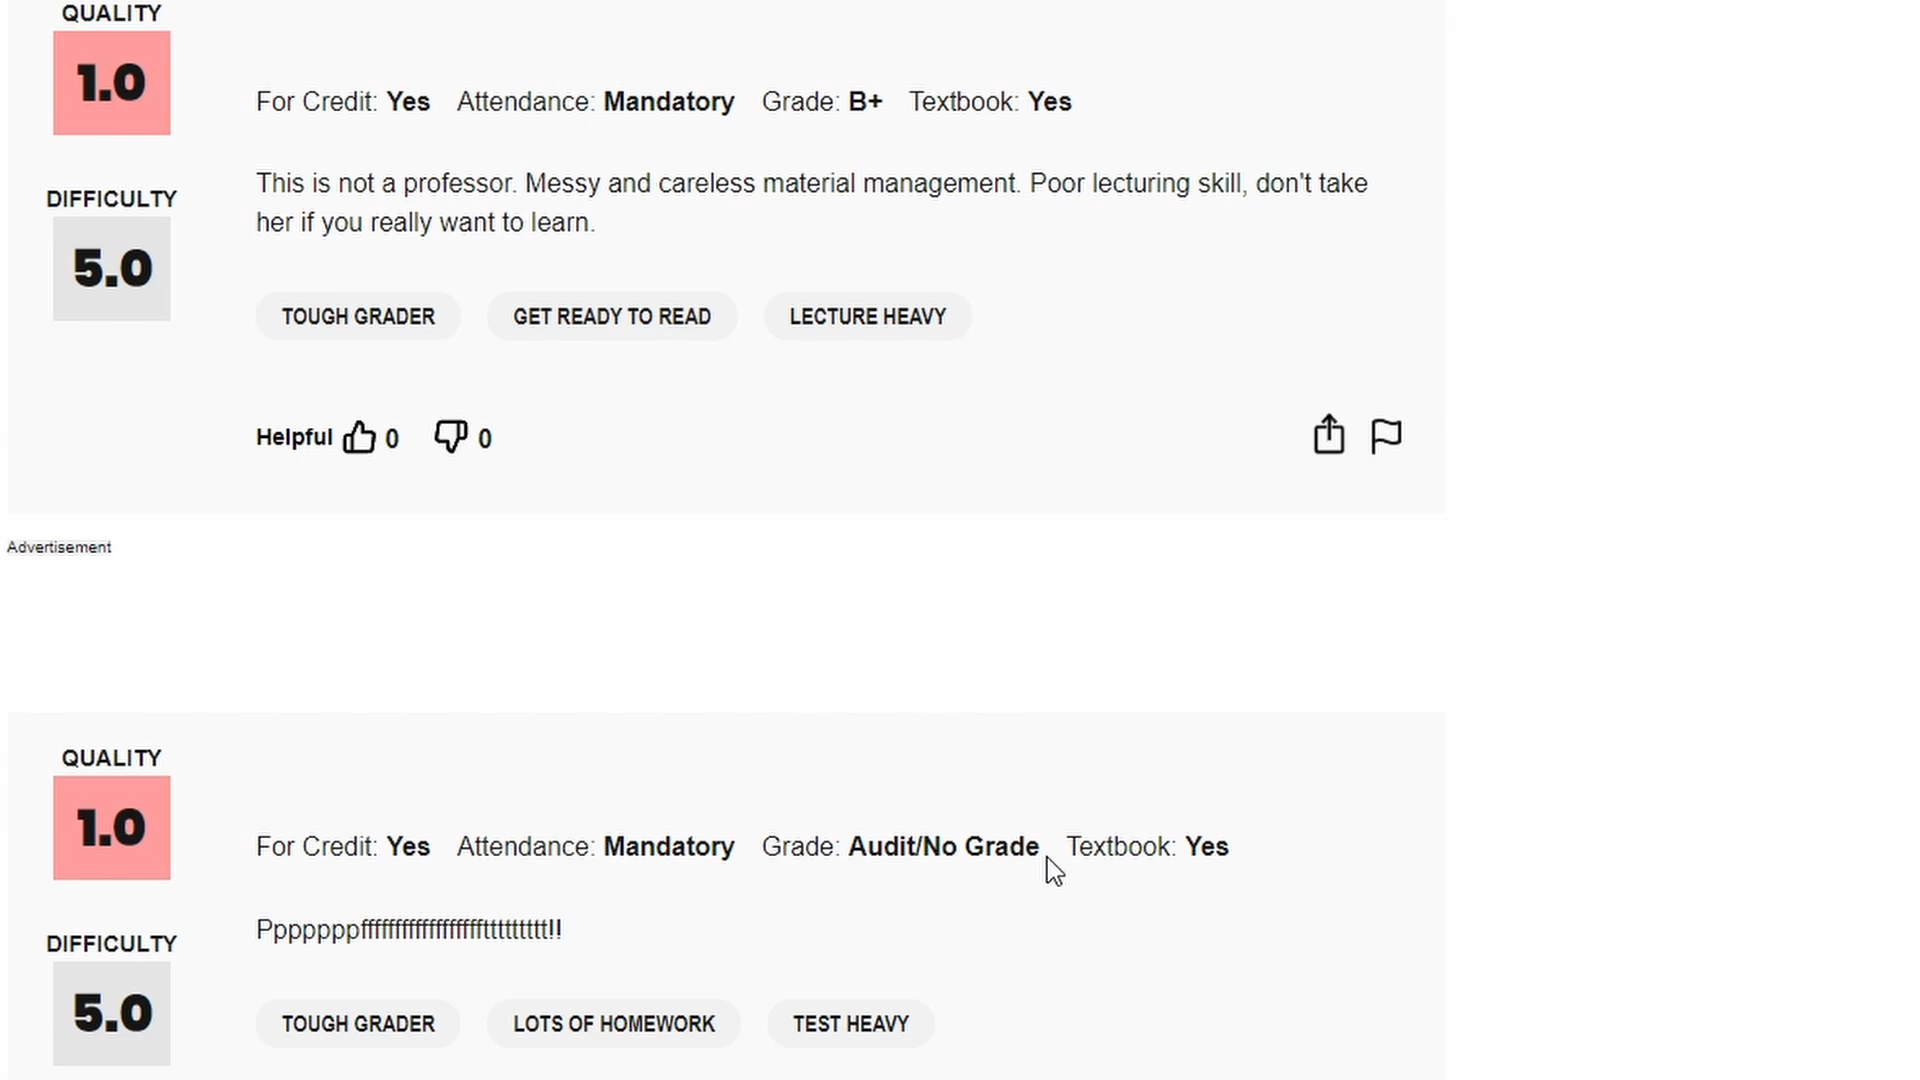 QUALITY
1.0
For Credit: Yes Attendance: Mandatory Grade: B+ Textbook: Yes
This is not a professor. Messy and careless material management. Poor lecturing skill, don't take
her if you really want to learn.
DIFFICULTY
5.0
TOUGH GRADER GET READY TO READ LECTURE HEAVY
Helpful 0 0
Advertisement
QUALITY
1.0
For Credit: Yes Attendance: Mandatory Grade: Audit/No Grade Textbook: Yes
Pppppppffffffffffffffffffttttttttt!!
DIFFICULTY
5.0
TOUGH GRADER LOTS OF HOMEWORK TEST HEAVY